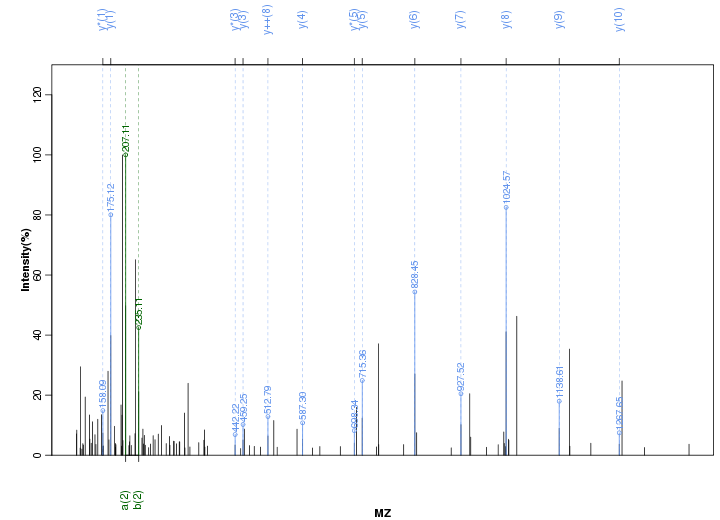 y*(1)
y(1)
y*(3)
y(3)
y++(8)
y(4)
y*(5)
y(5)
y(6)
y(7)
y(8)
y(9)
y(10)
Intensity(%)
0
20
40
60
80
100
120
158.09
175.12
207.11
235.11
442.22
459.25
512.79
587.30
698.34
715.36
828.45
927.52
1024.57
1138.61
1267.65
a(2)
b(2)
MZ